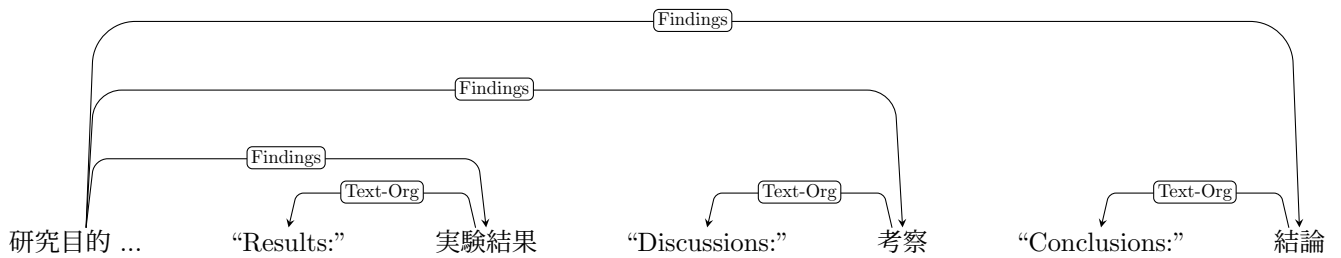 Findings
Findings
Findings
Text-Org Text-Org Text-Org
研究目的 ... “Results:” 実験結果 “Discussions:” 考察 “Conclusions:” 結論